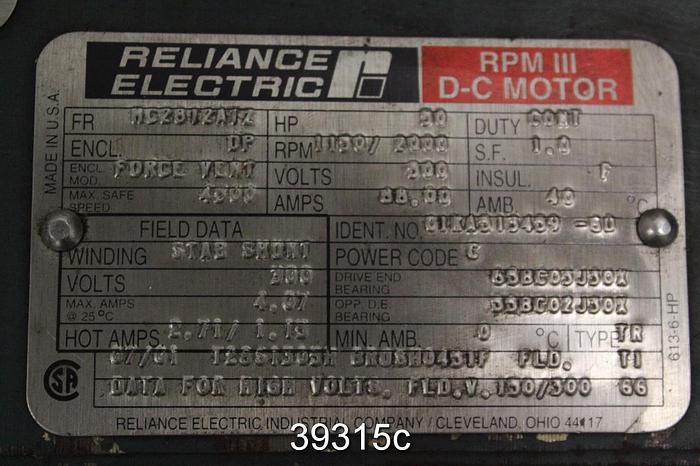 RELIANCE ELECTRIC
RPM III D-C MOTOR
MADE IN U.S.A.
FR MC2812ATZ HP 30 DUTY CONT
ENCL. DP RPM 1150/ 2000 S.F. 1.0
ENCL. MOD. FORCE VENT VOLTS INSUL. F
MAX. SAFE SPEED AMPS 88.00 AMB. 40 °C
FIELD DATA IDENT. NO.
WINDING STAB SHUNT POWER CODE C
VOLTS 300 DRIVE END BEARING 65BC03J30X
MAX. AMPS @ 25°C 4.07 OPP. D.E. BEARING 55BC02J30X
HOT AMPS 2.71/ 1.18 MIN. AMB. 0 °C TYPE TR
FLD. T1
DATA FOR HIGH VOLTS. FLD.V. 150/300 GG
613-6-HP
RELIANCE ELECTRIC INDUSTRIAL COMPANY / CLEVELAND, OHIO 44117
39315c